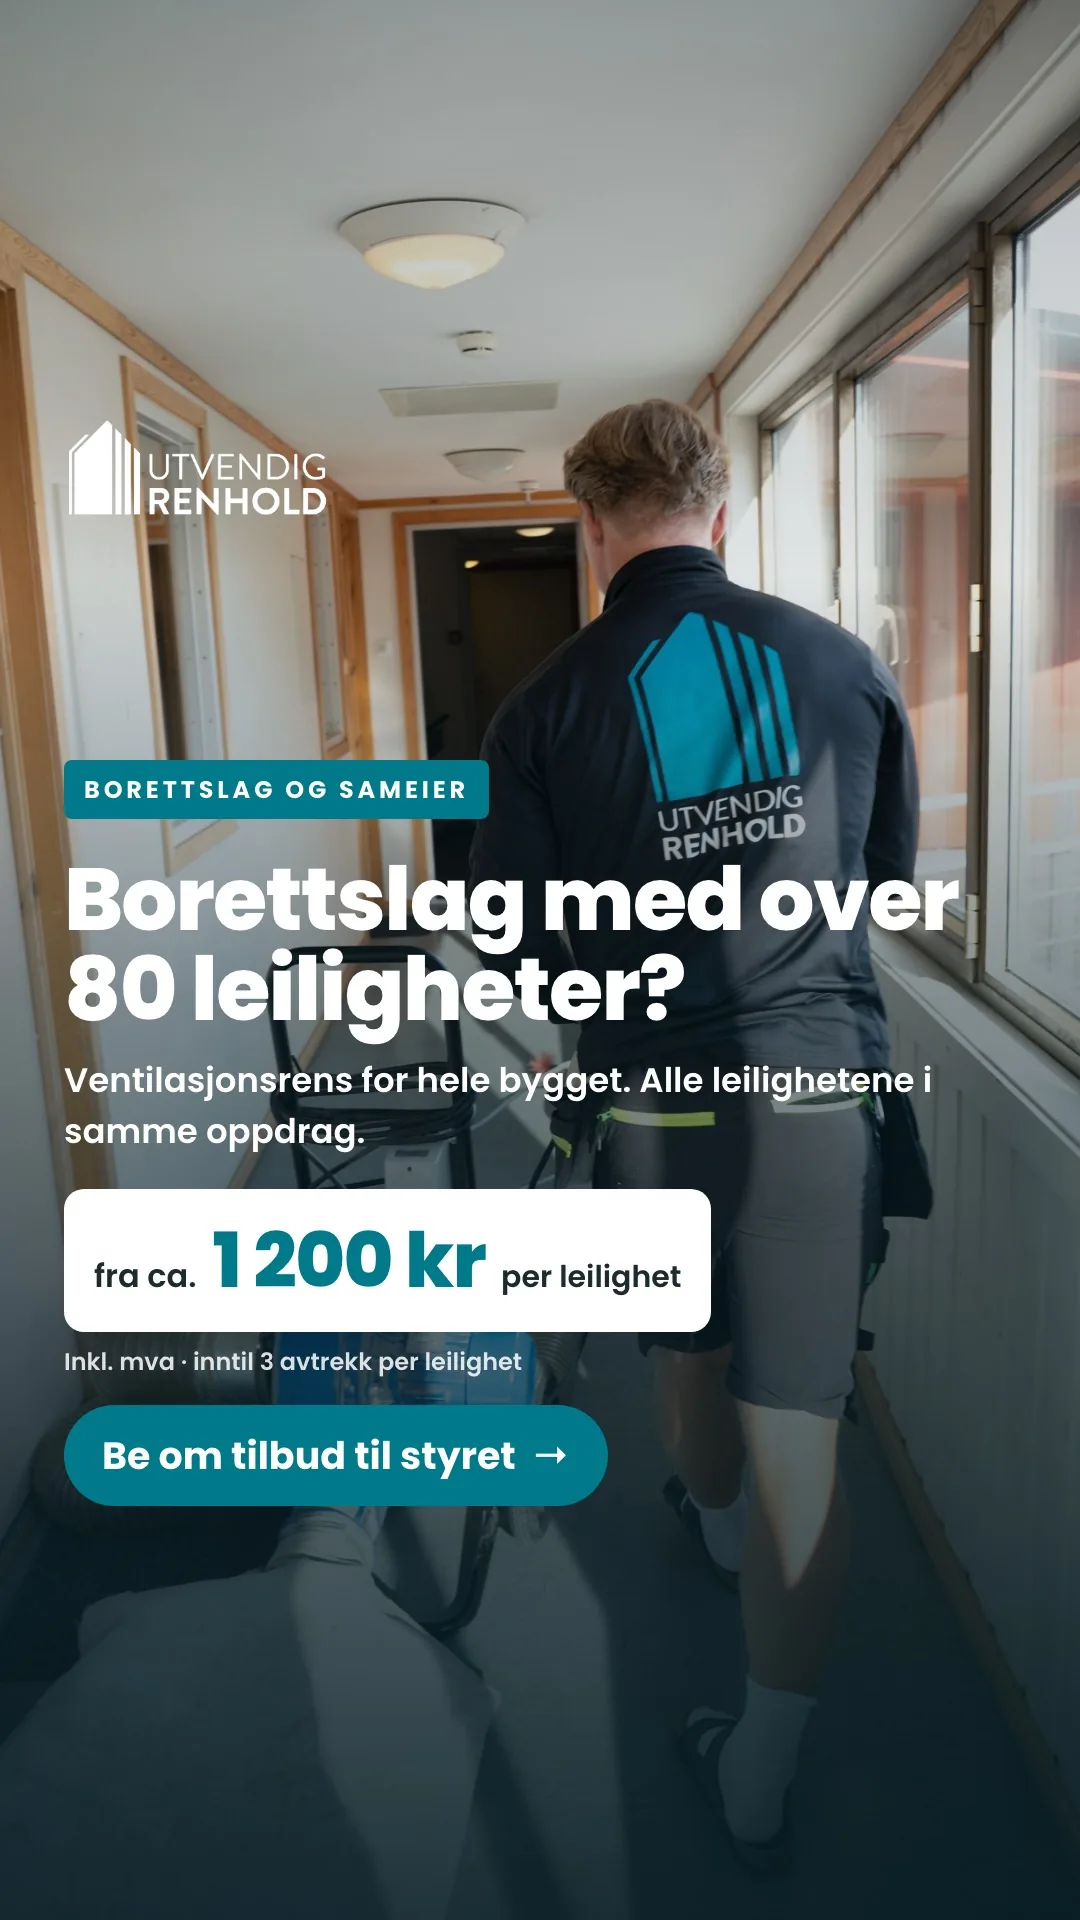 UTVENDIG
RENHOLD
UTVENDIG
RENHOLD
BORETTSLAG OG SAMEIER
Borettslag med over
80 leiligheter?
Ventilasjonsrens for hele bygget. Alle leilighetene i
samme oppdrag.
fra ca. 1 200 kr per leilighet
Inkl. mva · inntil 3 avtrekk per leilighet
Be om tilbud til styret →